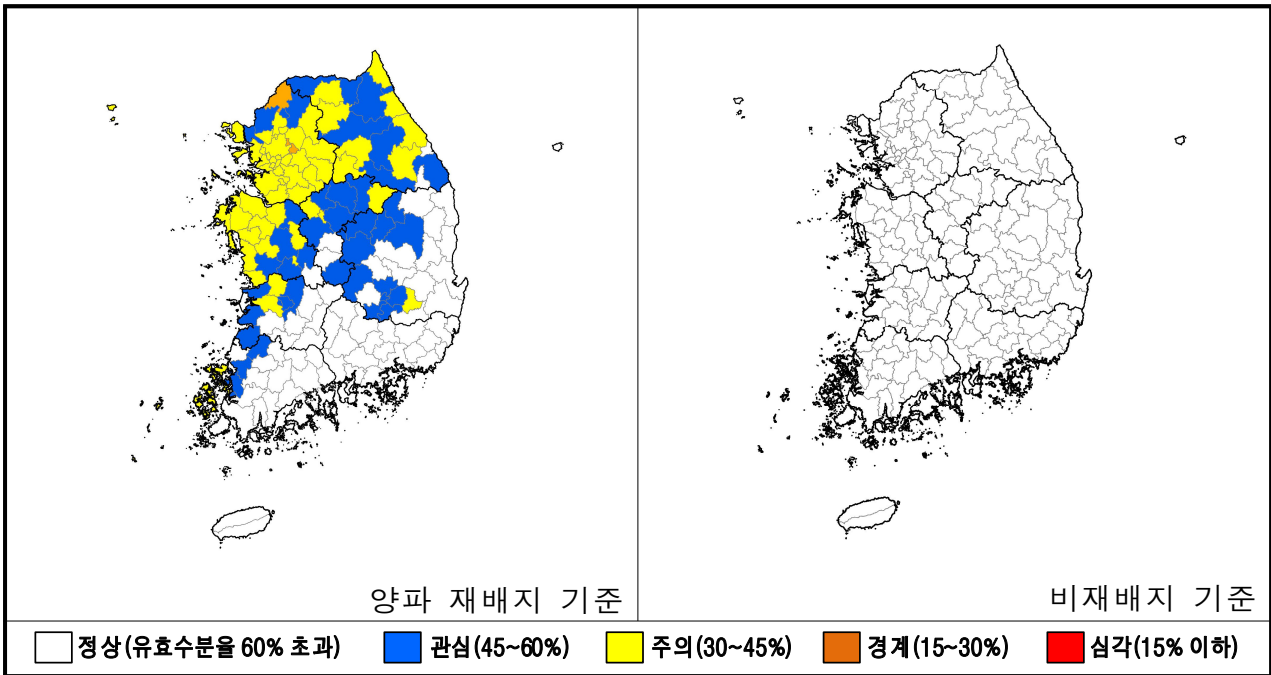 양파 재배지 기준
비재배지 기준
정상(유효수분율 60% 초과)
관심(45~60%)
주의(30~45%)
경계(15~30%)
심각(15% 이하)